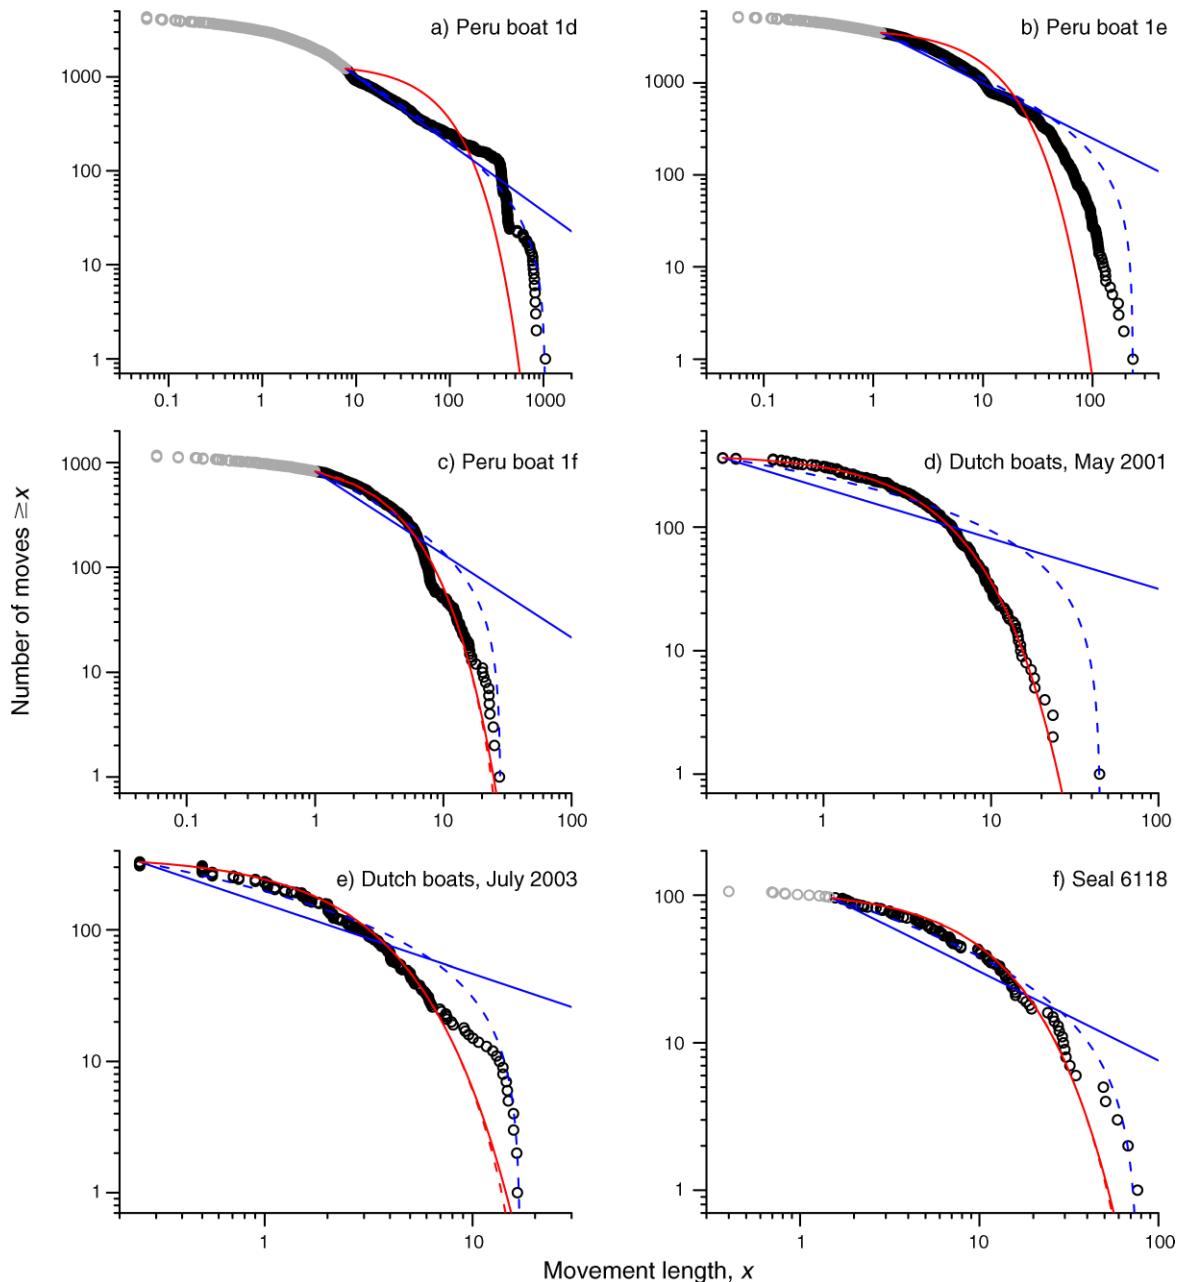 a) Peru boat 1d
1000
100
10
1
0.1 1 10 100 1000
b) Peru boat 1e
1000
100
10
1
0.1 1 10 100
c) Peru boat 1f
1000
100
10
1
0.1 1 10 100
d) Dutch boats, May 2001
100
10
1
1 10 100
e) Dutch boats, July 2003
100
10
1
1 10
f) Seal 6118
100
10
1
1 10 100
Number of moves ≥x
Movement length, x